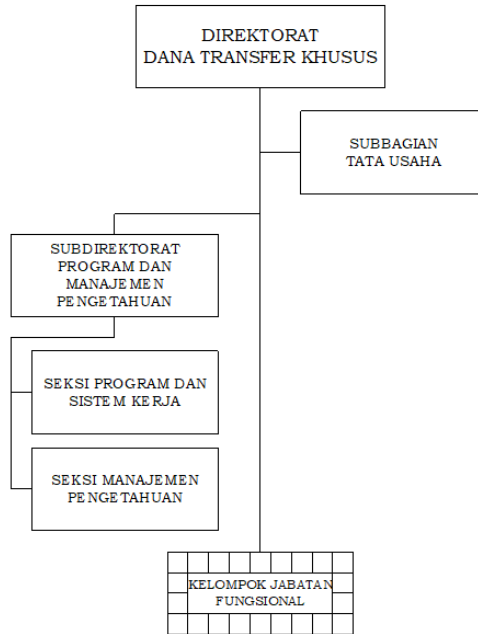 DIREKTORAT
DANA TRANSFER KHUSUS
SUBBAGIAN
TATA USAHA
SUBDIREKTORAT
PROGRAM DAN
MANAJEMEN
PENGETAHUAN
SEKSI PROGRAM DAN
SISTEM KERJA
SEKSI MANAJEMEN
PENGETAHUAN
KELOMPOK JABATAN
FUNGSIONAL